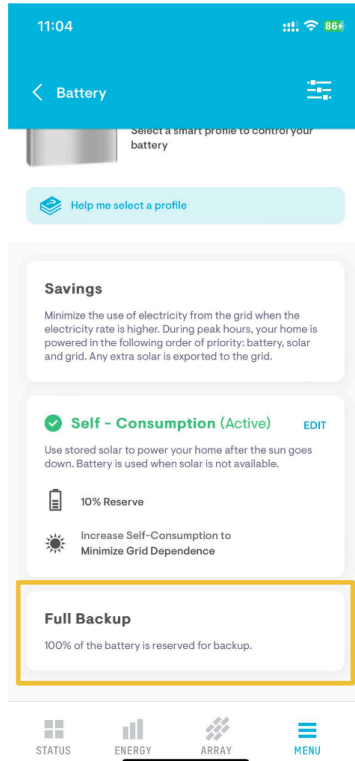 11:04
86
Battery
Select a smart profile to control your
battery
Help me select a profile
Savings
Minimize the use of electricity from the grid when the
electricity rate is higher. During peak hours, your home is
powered in the following order of priority: battery, solar
and grid. Any extra solar is exported to the grid.
Self - Consumption (Active)
EDIT
Use stored solar to power your home after the sun goes
down. Battery is used when solar is not available.
10% Reserve
Increase Self-Consumption to
Minimize Grid Dependence
Full Backup
100% of the battery is reserved for backup.
STATUS
ENERGY
ARRAY
MENU